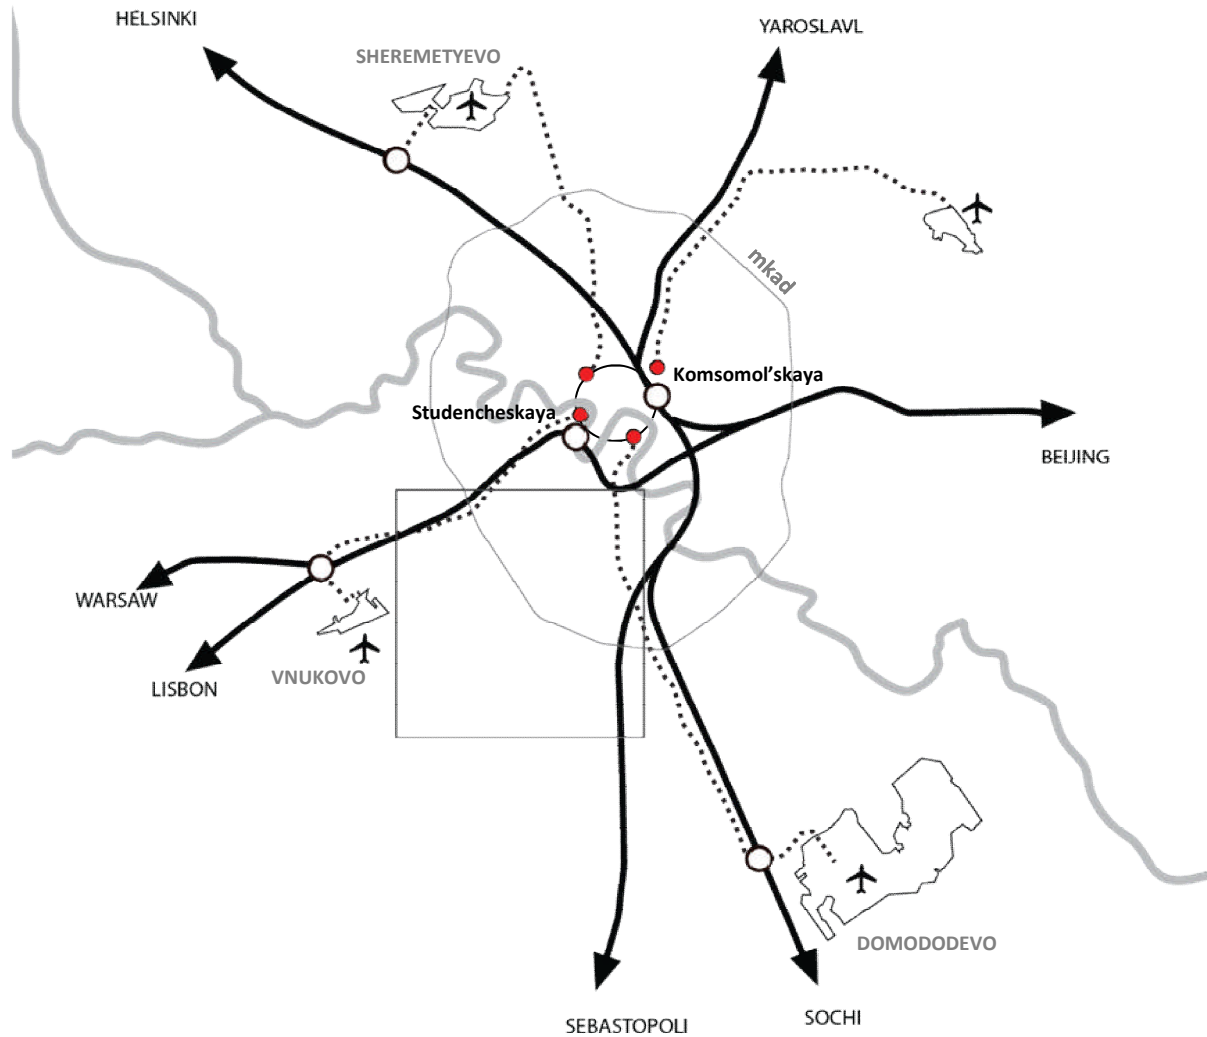 HELSINKI
YAROSLAVL
SHEREMETYEVO
mkad
Komsomol'skaya
Studencheskaya
BEIJING
WARSAW
LISBON
VNUKOVO
DOMODODEVO
SEBASTOPOLI
SOCHI